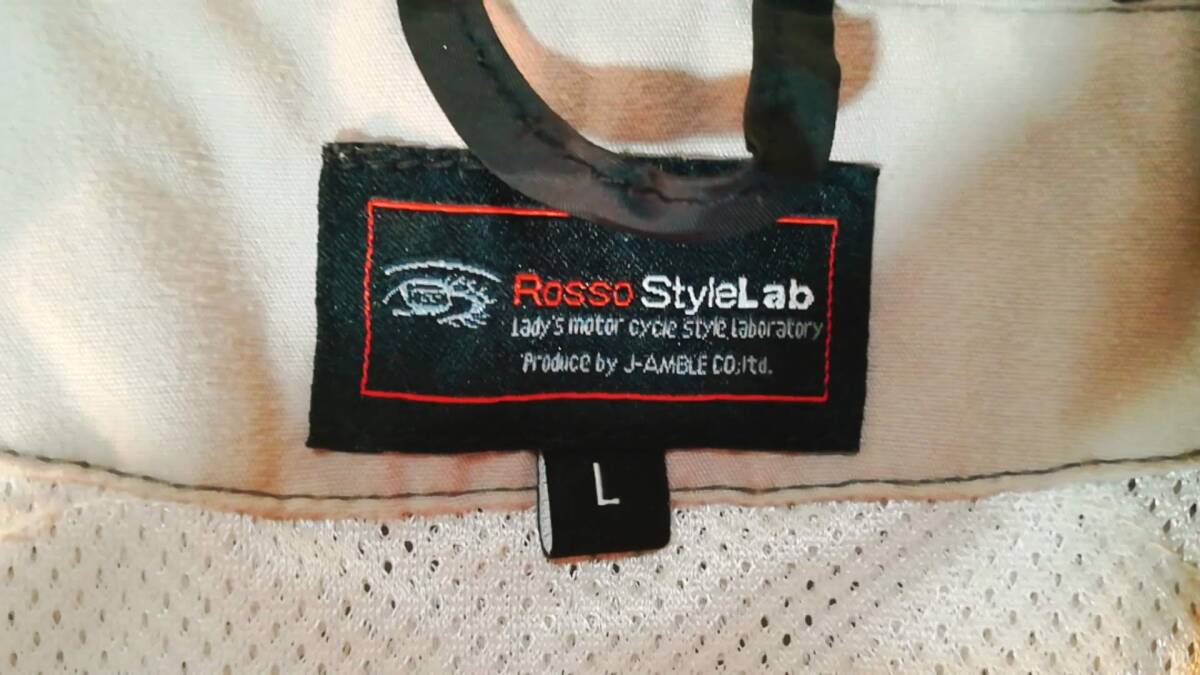 Rosso StyleLab
Lady's motor cycle style laboratory
Produce by J-AMBLE CO;ltd.
L